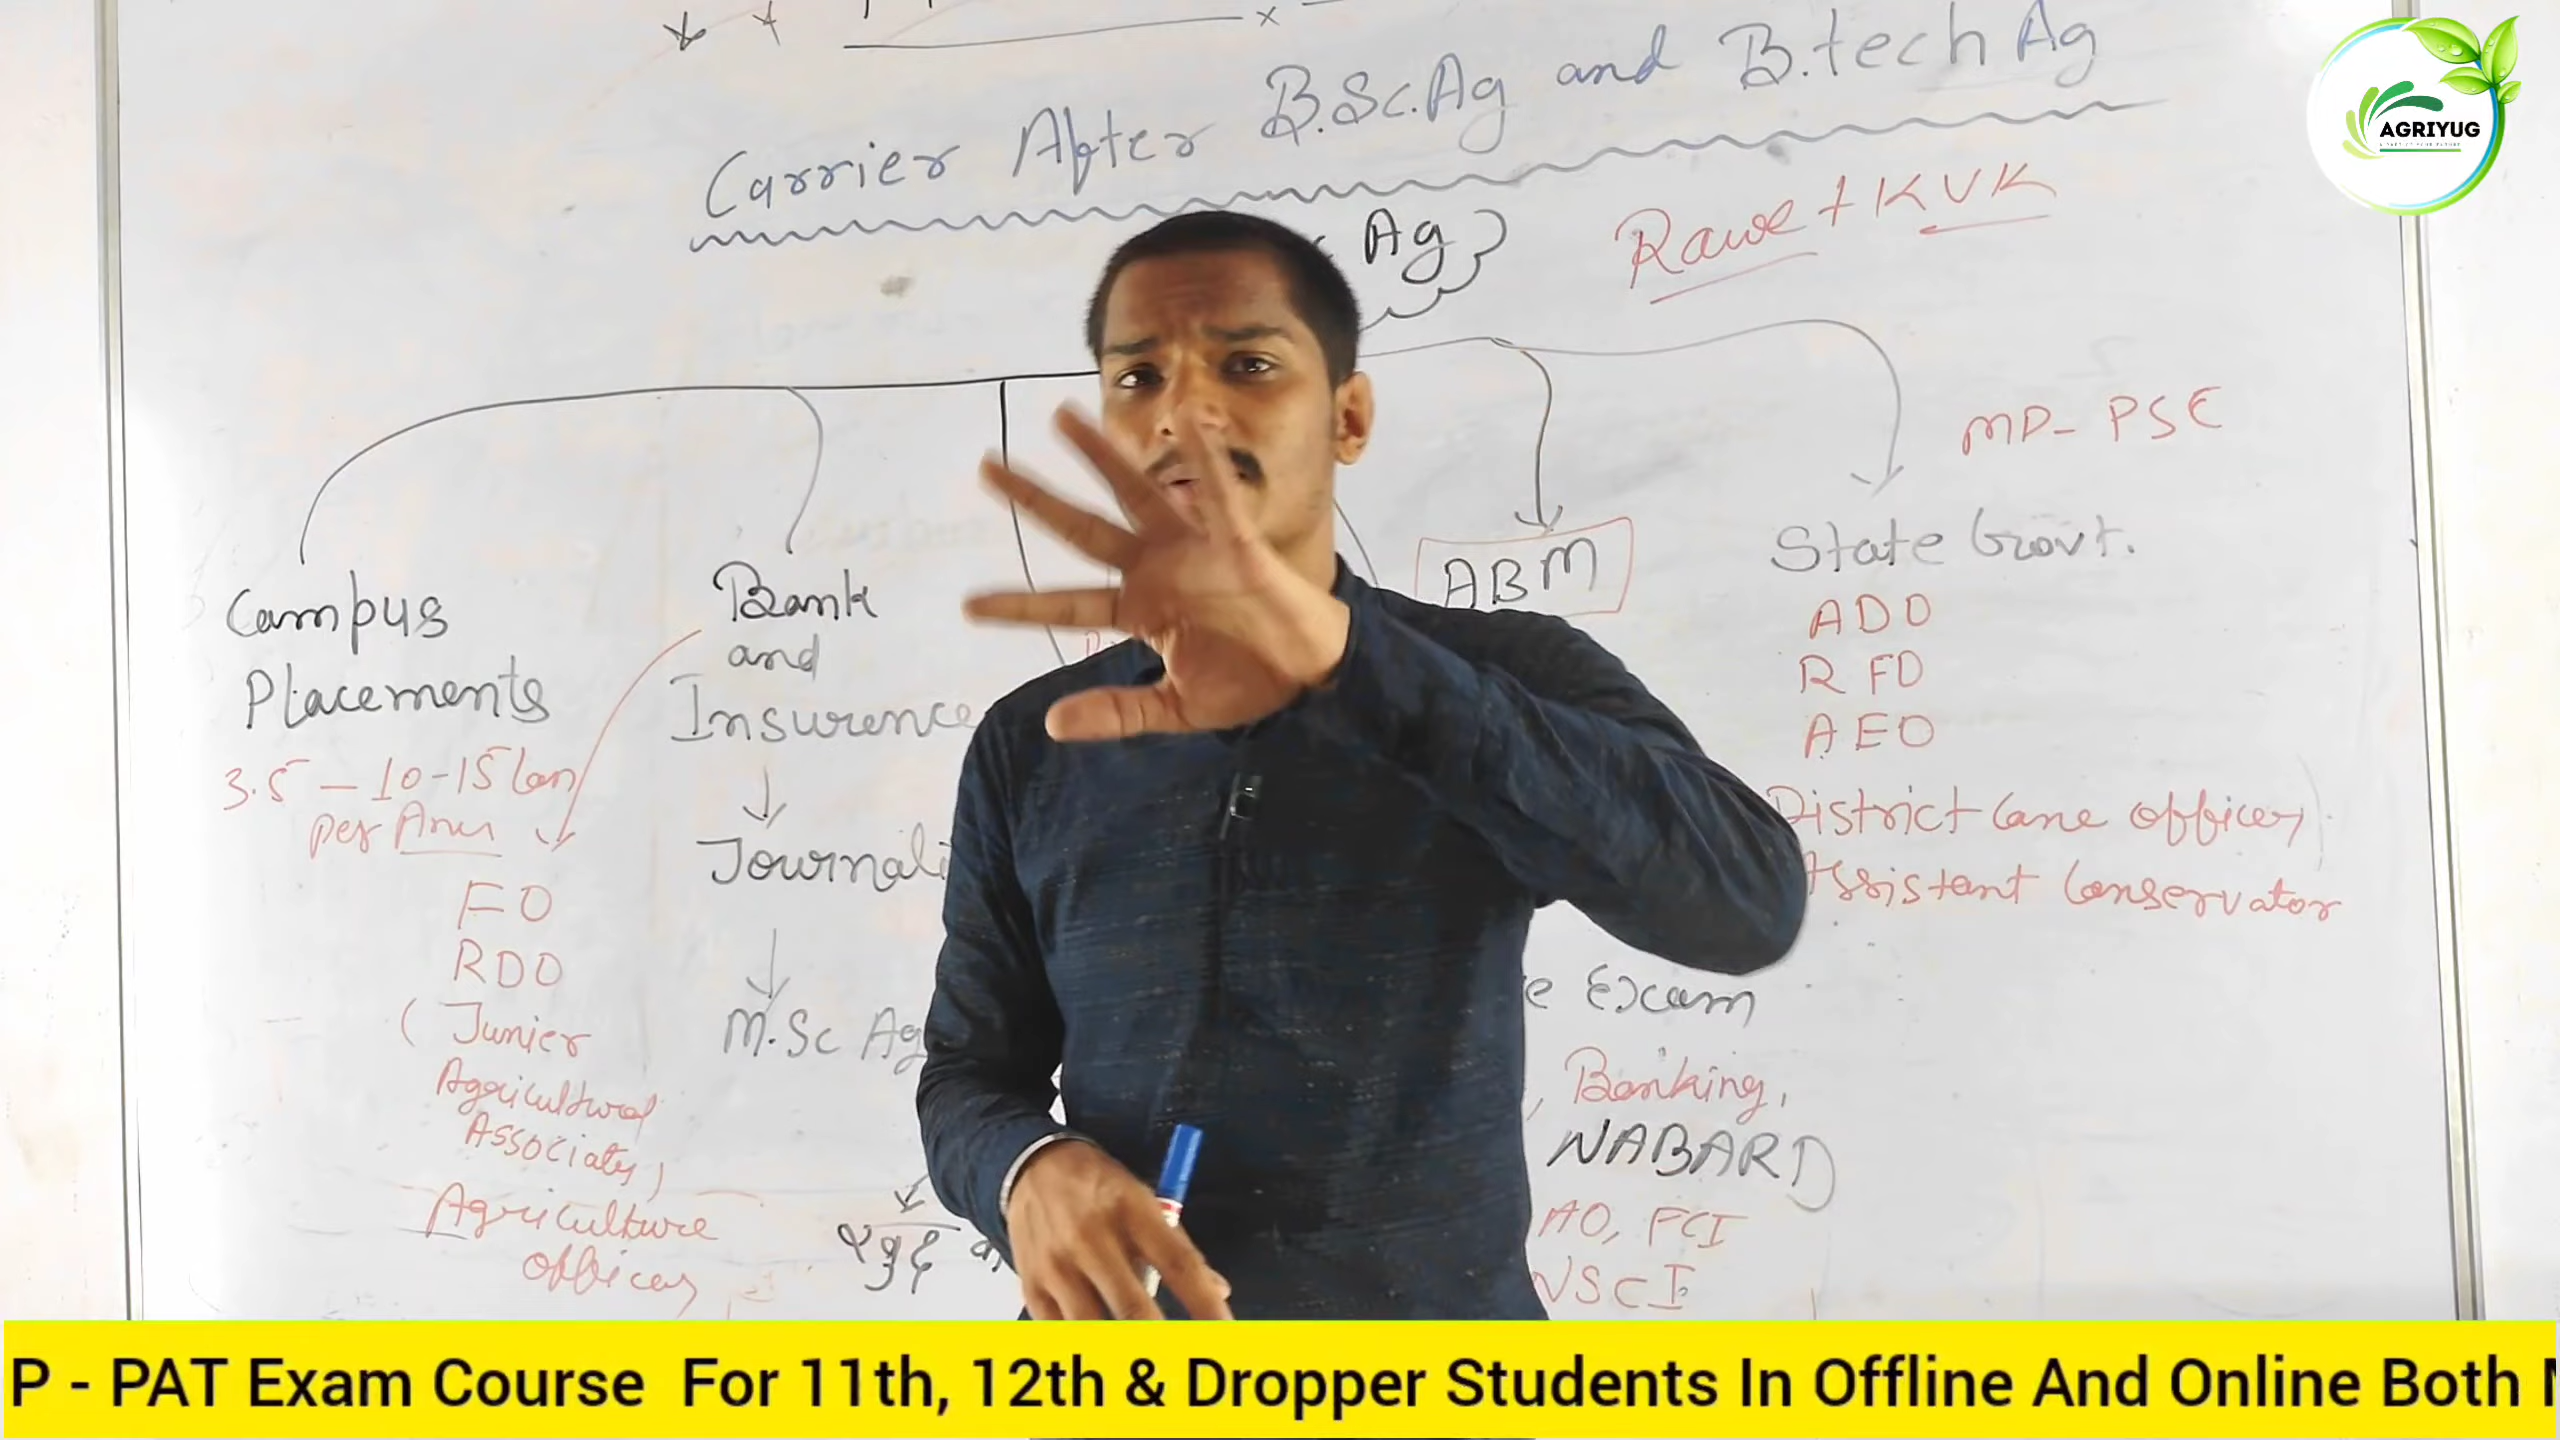 Carrier After B.Sc.Ag and B.tech Ag
AGRIYUG
Ag
Rawe + KVK
MP-PSC
Campus
Placements
3.5 - 10-15 lan
per Anu
FO
RDO
( Junier
Agricultural
Associaty,
Agriculture
officer
Bank
and
Insurence
Journali
M.Sc Ag
ABM
State Govt.
ADO
RFO
AEO
District Cane officer,
Assistant Conservator
e Exam
, Banking,
NABARD
AO, FCI
NSCI
P - PAT Exam Course For 11th, 12th & Dropper Students In Offline And Online Both